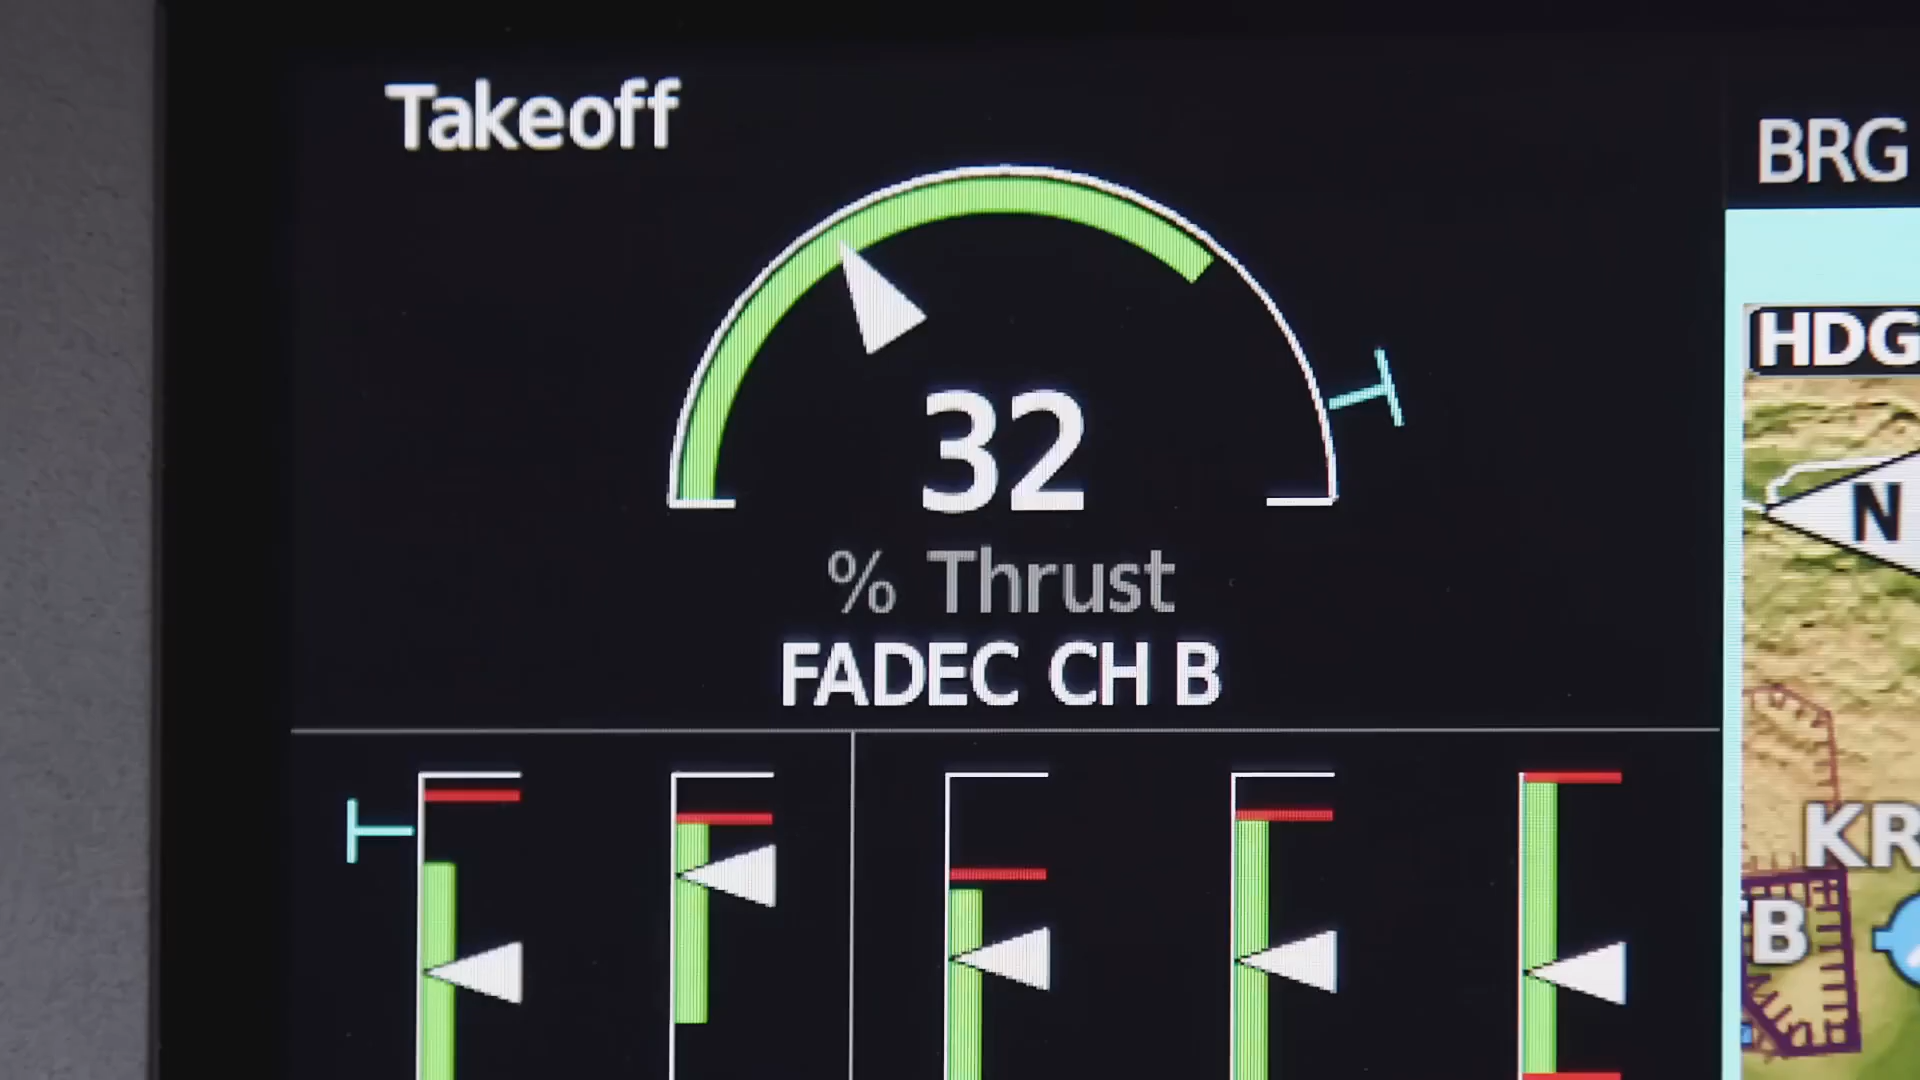 Takeoff
BRG
HDG
32
% Thrust
FADEC CH B
N
KR
B